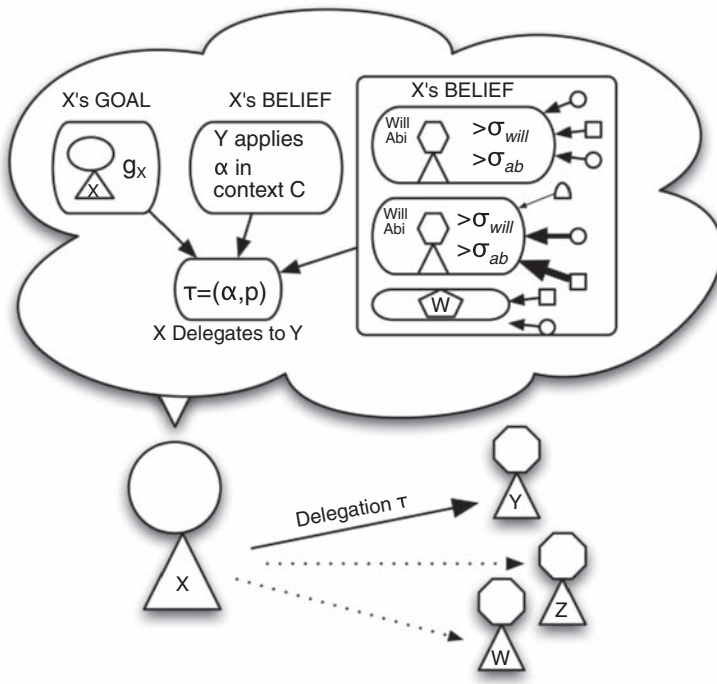 X's GOAL
X
gX
X's BELIEF
Y applies
α in
context C
X's BELIEF
Will
Abi
>σwill
>σab
Will
Abi
>σwill
>σab
W
τ=(α,p)
X Delegates to Y
X
Delegation τ
Y
Z
W